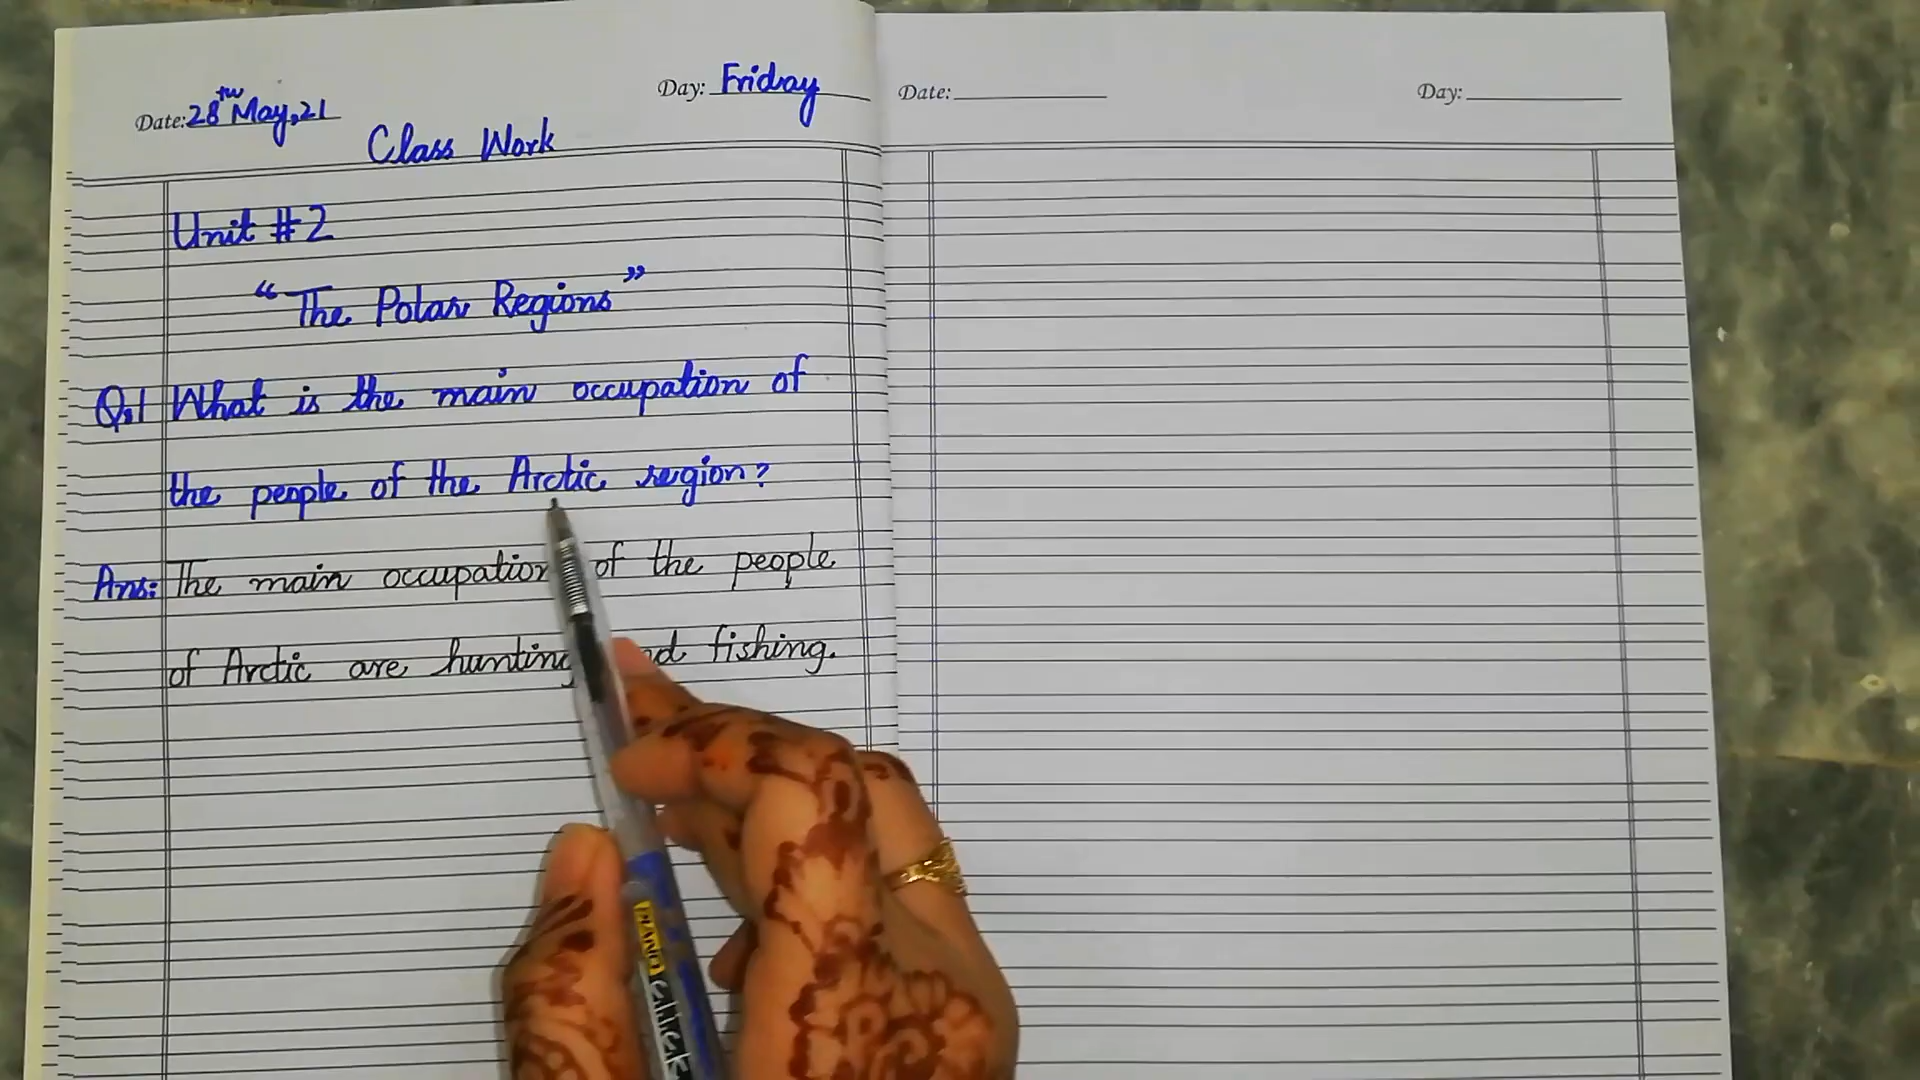 Date: 28th May, 21
Day: Friday
Class Work
Unit #2
“The Polar Regions”
Q.1 What is the main occupation of
the people of the Arctic region?
Ans: The main occupation of the people
of Arctic are hunting and fishing.
Date:
Day:
PIANO
click